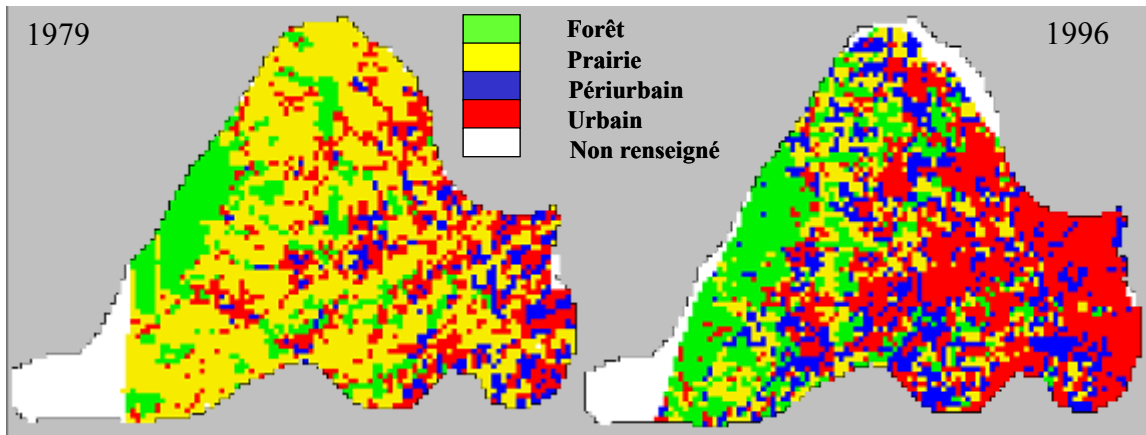 1979
Forêt
Prairie
Périurbain
Urbain
Non renseigné
1996